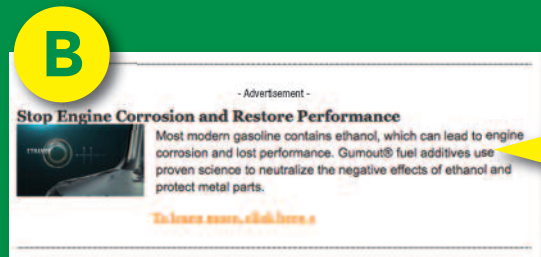 B
- Advertisement -
Stop Engine Corrosion and Restore Performance
ETHANOL
Most modern gasoline contains ethanol, which can lead to engine
corrosion and lost performance. Gumout® fuel additives use
proven science to neutralize the negative effects of ethanol and
protect metal parts.
To learn more, click here »